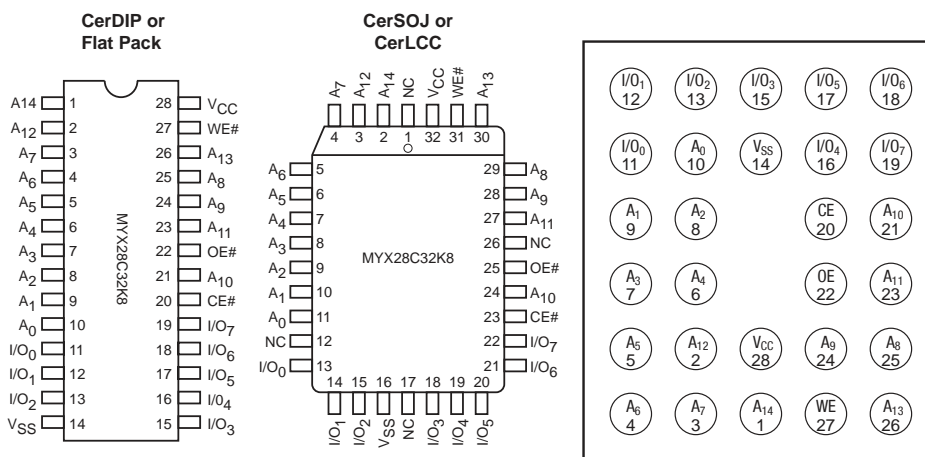 CerDIP or
Flat Pack
A14 1 28 VCC
A12 2 27 WE#
A7 3 26 A13
A6 4 25 A8
A5 5 24 A9
A4 6 23 A11
A3 7 22 OE#
A2 8 21 A10
A1 9 20 CE#
A0 10 19 I/O7
I/O0 11 18 I/O6
I/O1 12 17 I/O5
I/O2 13 16 I/04
VSS 14 15 I/O3
MYX28C32K8
CerSOJ or
CerLCC
A7 A12 A14 NC VCC WE# A13
4 3 2 1 32 31 30
A6 5 29 A8
A5 6 28 A9
A4 7 27 A11
A3 8 26 NC
A2 9 25 OE#
A1 10 24 A10
A0 11 23 CE#
NC 12 22 I/O7
I/O0 13 21 I/O6
MYX28C32K8
14 15 16 17 18 19 20
I/O1 I/O2 VSS NC I/O3 I/O4 I/O5
I/O1 I/O2 I/O3 I/O5 I/O6
12 13 15 17 18
I/O0 A0 VSS I/O4 I/O7
11 10 14 16 19
A1 A2 CE A10
9 8 20 21
A3 A4 OE A11
7 6 22 23
A5 A12 VCC A9 A8
5 2 28 24 25
A6 A7 A14 WE A13
4 3 1 27 26